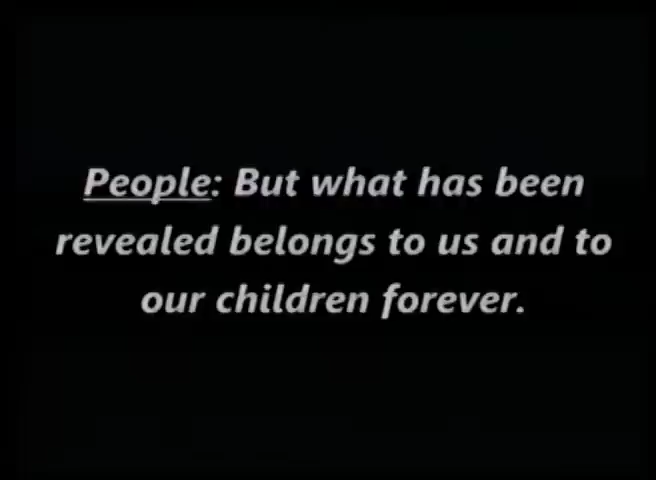 People: But what has been
revealed belongs to us and to
our children forever.